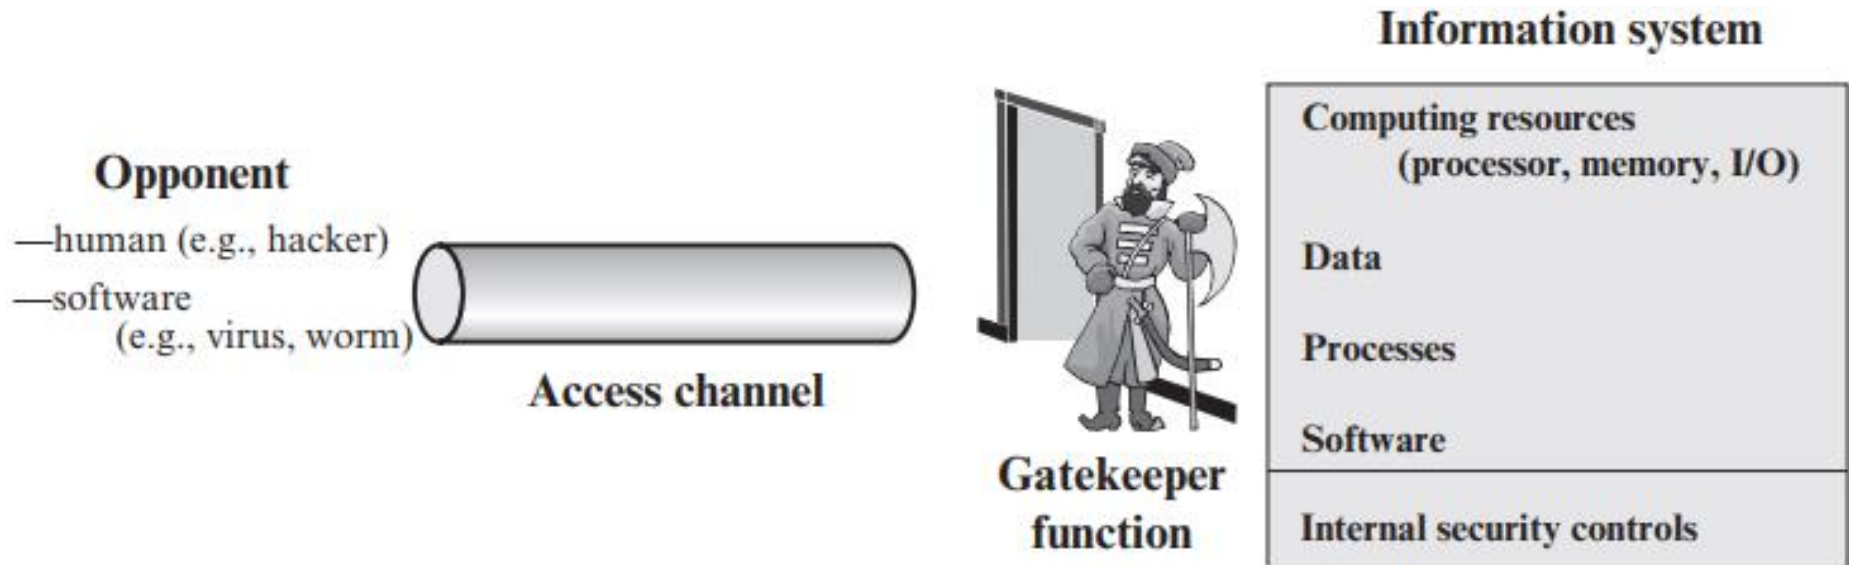 Information system
Opponent
—human (e.g., hacker)
—software
(e.g., virus, worm)
Access channel
Gatekeeper
function
Computing resources
(processor, memory, I/O)
Data
Processes
Software
Internal security controls